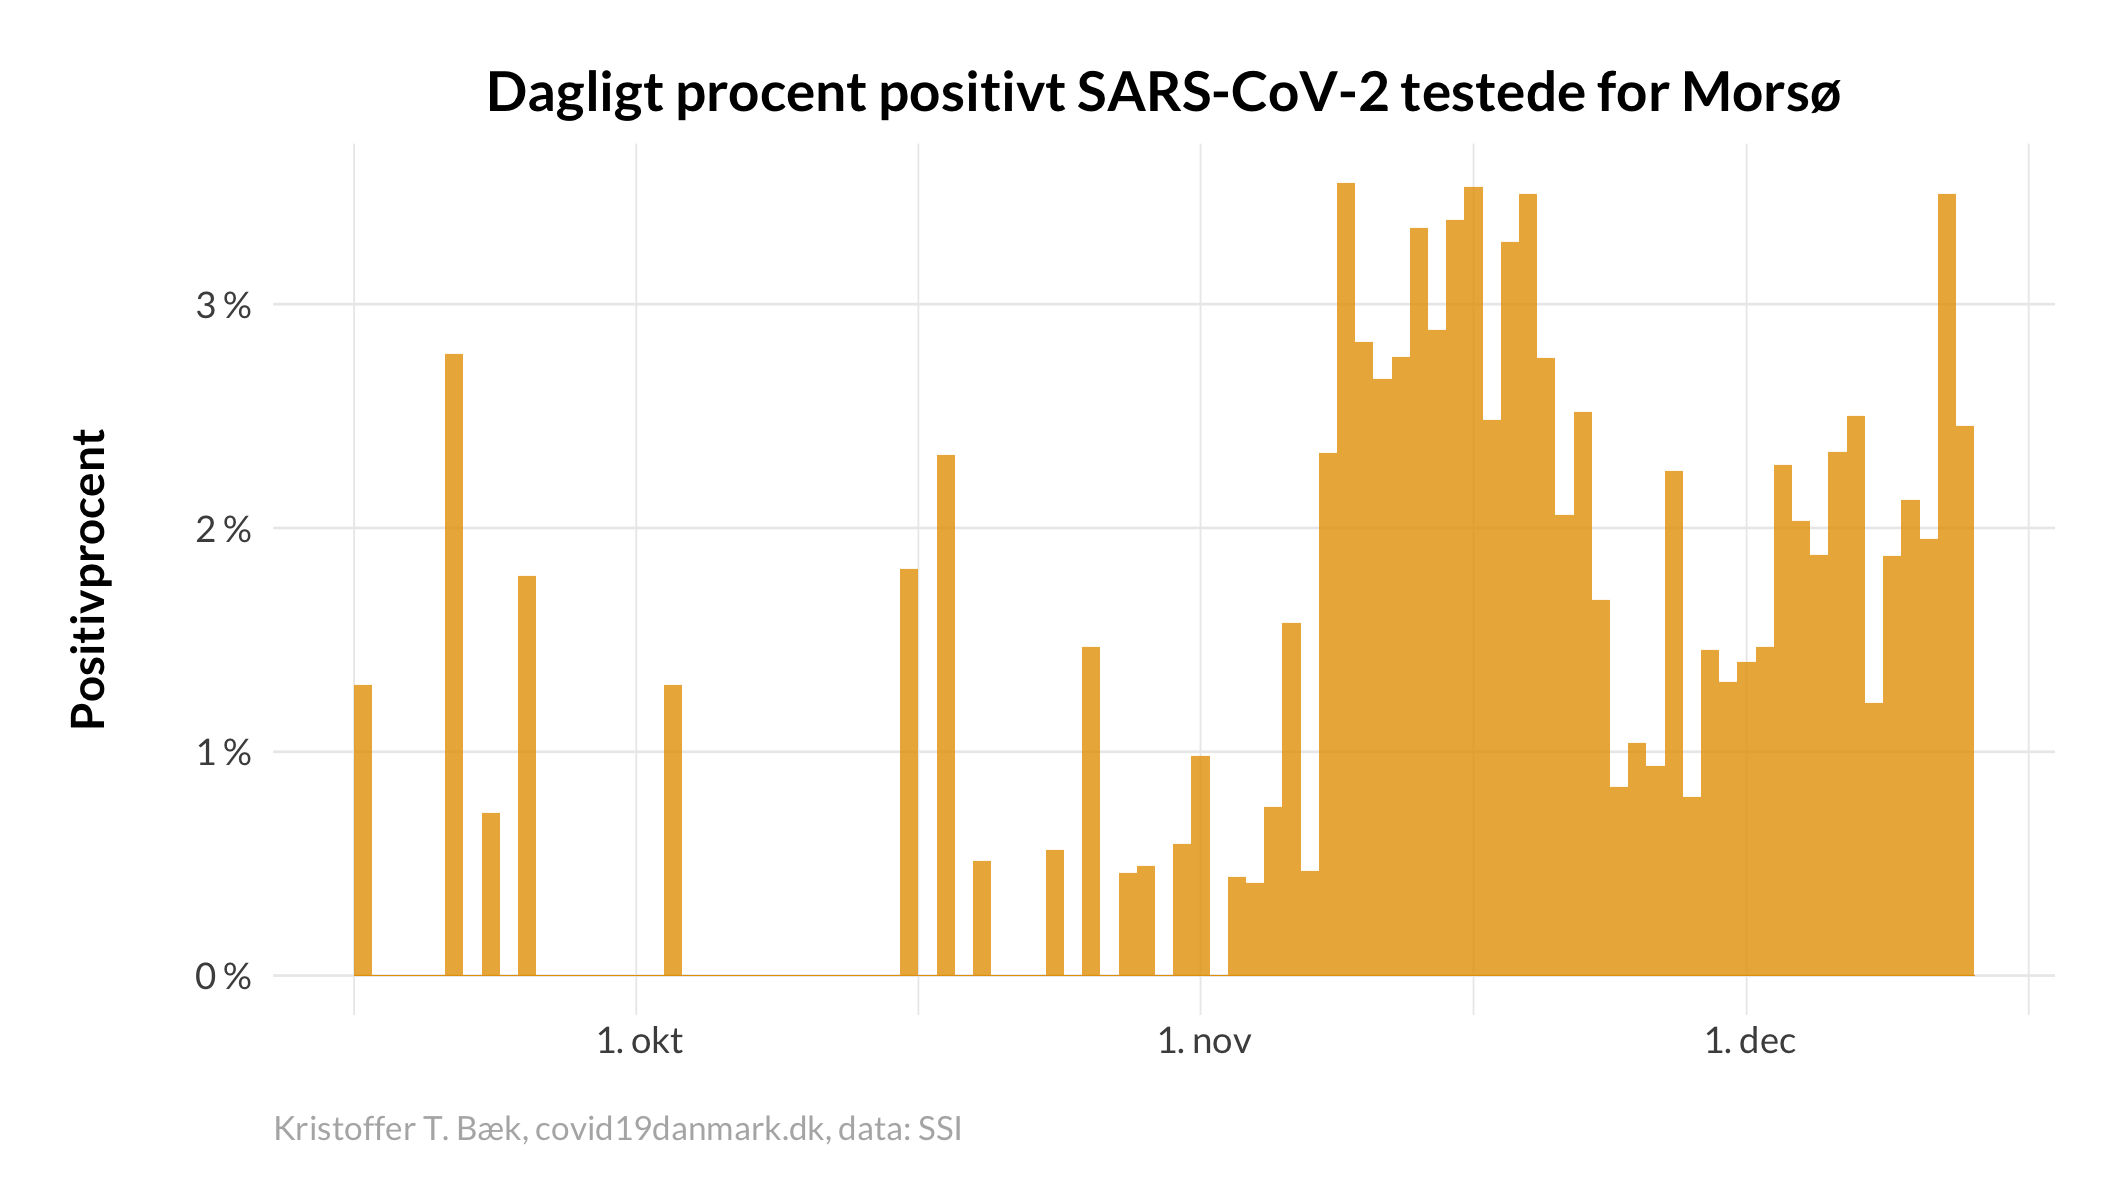 Dagligt procent positivt SARS-CoV-2 testede for Morsø
Positivprocent
3 %
2 %
1 %
0 %
1. okt
1. nov
1. dec
Kristoffer T. Bæk, covid19danmark.dk, data: SSI